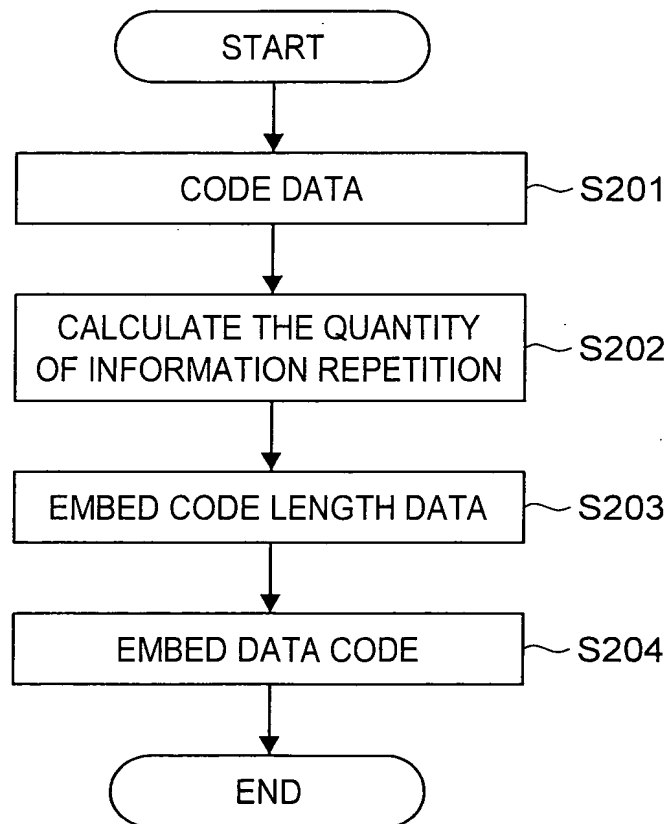 START
CODE DATA
S201
CALCULATE THE QUANTITY
OF INFORMATION REPETITION
S202
EMBED CODE LENGTH DATA
S203
EMBED DATA CODE
S204
END